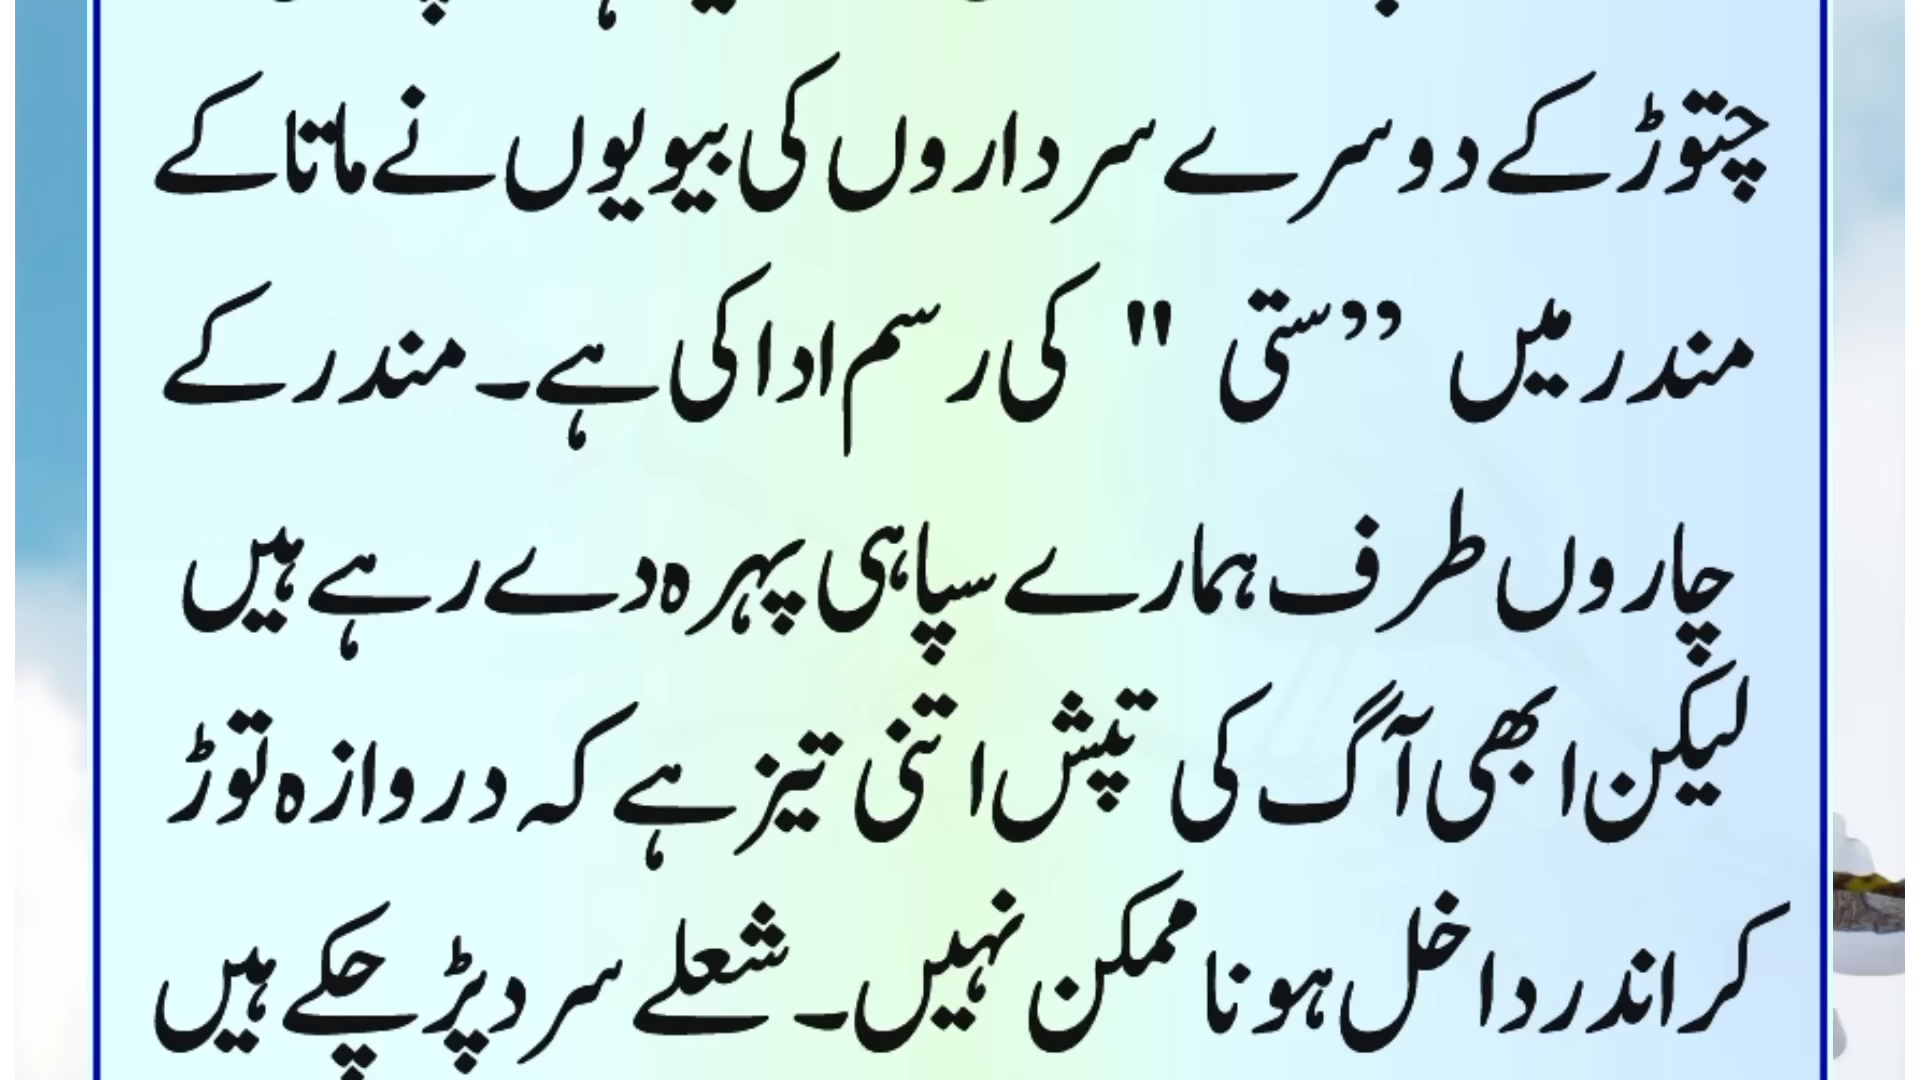 چتوڑ کے دوسرے سرداروں کی بیویوں نے ماتا کے
مندر میں ”ستی " کی رسم ادا کی ہے۔ مندر کے
چاروں طرف ہمارے سپاہی پہرہ دے رہے ہیں
لیکن ابھی آگ کی تپش اتنی تیز ہے کہ دروازہ توڑ
کر اندر داخل ہونا ممکن نہیں۔ شعلے سرد پڑ چکے ہیں